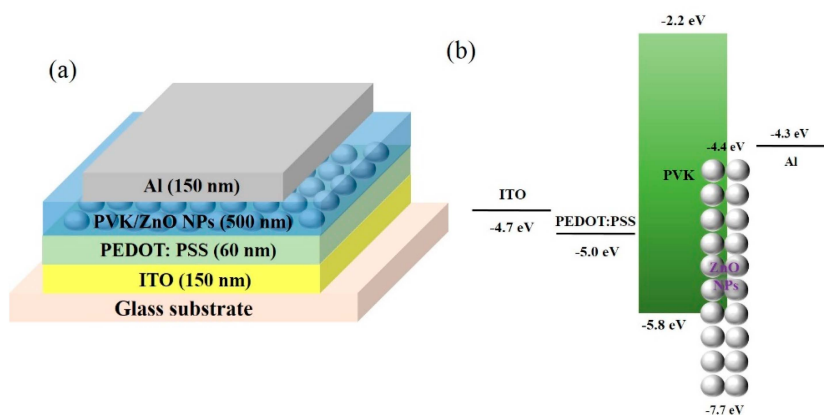 (a)
Al (150 nm)
PVK/ZnO NPs (500 nm)
PEDOT: PSS (60 nm)
ITO (150 nm)
Glass substrate
(b)
-2.2 eV
-4.3 eV
Al
-4.4 eV
PVK
ITO
-4.7 eV
PEDOT:PSS
-5.0 eV
ZnO
NPs
-5.8 eV
-7.7 eV